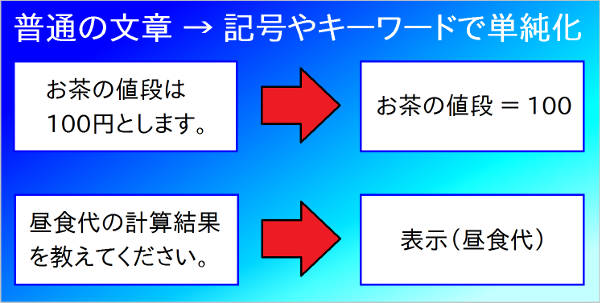 普通の文章 → 記号やキーワードで単純化
お茶の値段は
100円とします。
お茶の値段 = 100
昼食代の計算結果
を教えてください。
表示(昼食代)